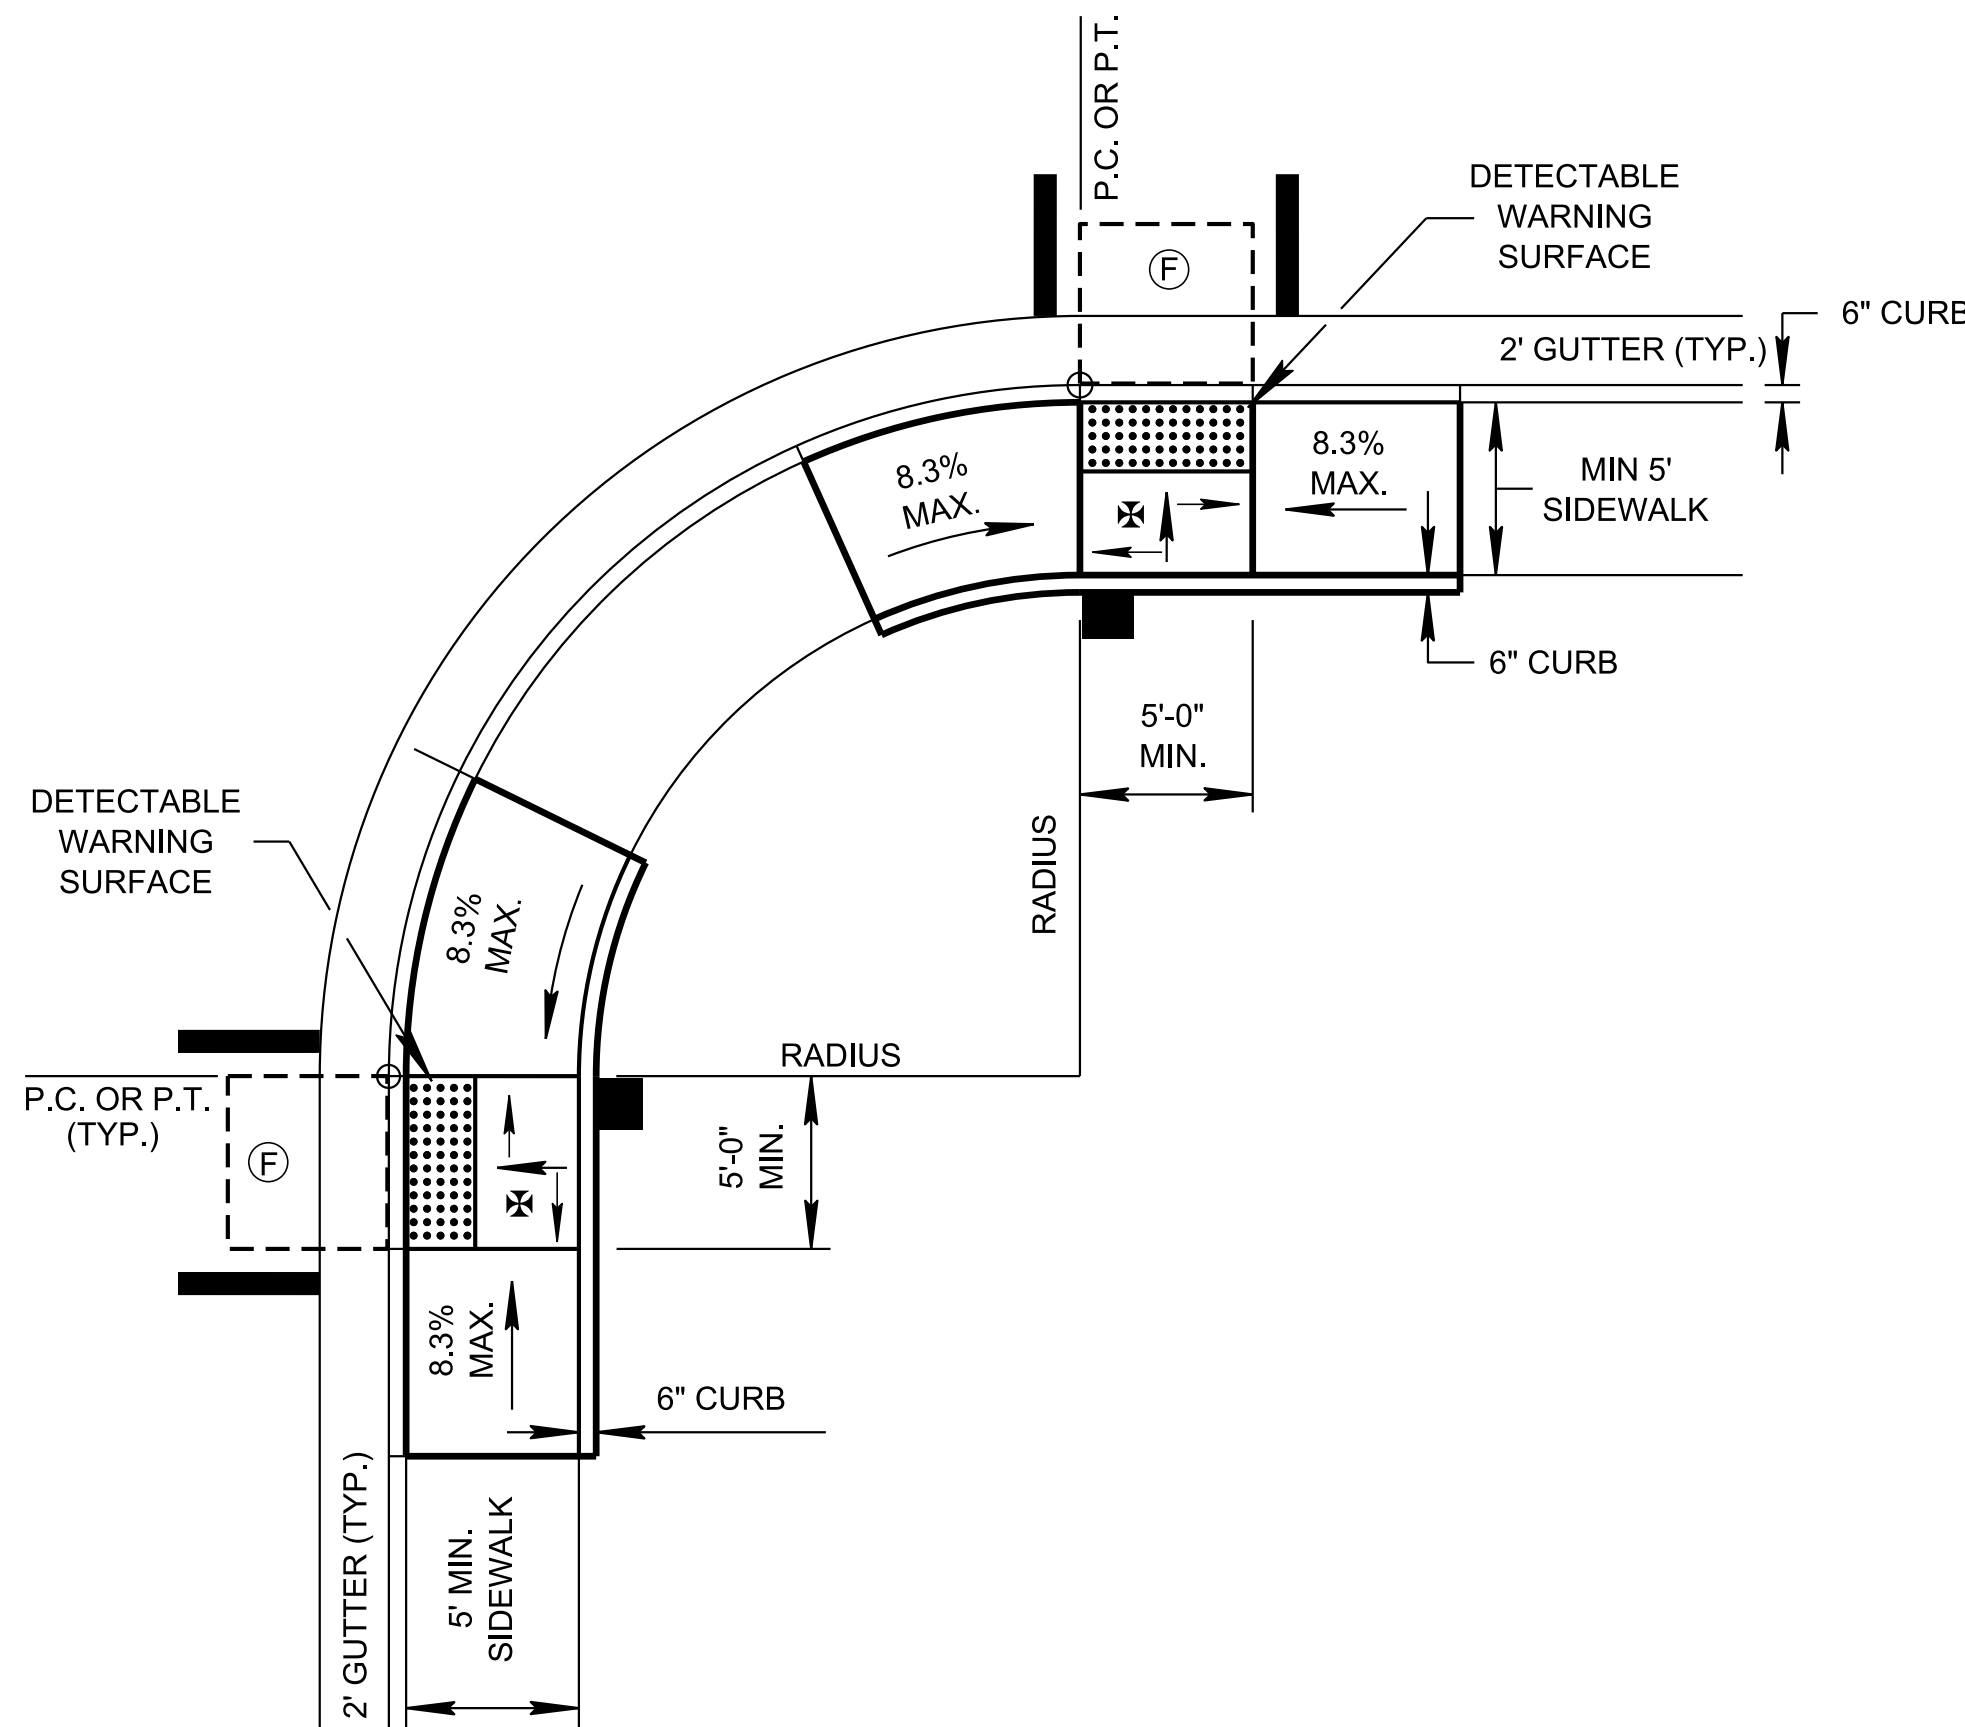 P.C. OR P.T.
DETECTABLE
WARNING
SURFACE
F
6" CURB
2' GUTTER (TYP.)
8.3%
MAX.
8.3%
MAX.
MIN 5'
SIDEWALK
6" CURB
5'-0"
MIN.
RADIUS
DETECTABLE
WARNING
SURFACE
8.3%
MAX.
RADIUS
P.C. OR P.T.
(TYP.)
F
5'-0"
MIN.
8.3%
MAX.
6" CURB
2' GUTTER (TYP.)
5' MIN.
SIDEWALK